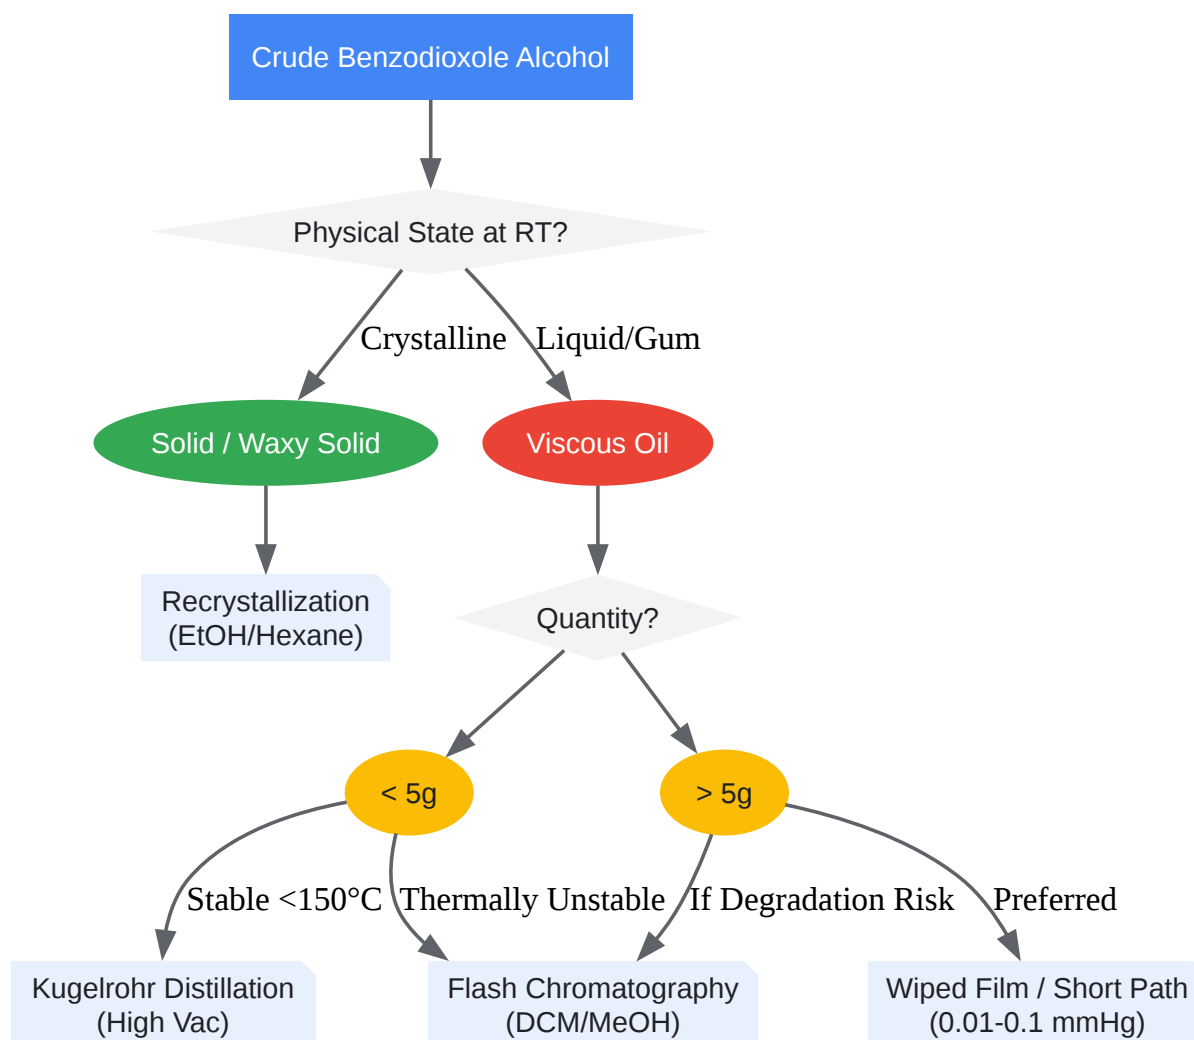 Crude Benzodioxole Alcohol
Physical State at RT?
Crystalline
Liquid/Gum
Solid / Waxy Solid
Viscous Oil
Recrystallization
(EtOH/Hexane)
Quantity?
< 5g
> 5g
Stable <150°C
Thermally Unstable
If Degradation Risk
Preferred
Kugelrohr Distillation
(High Vac)
Flash Chromatography
(DCM/MeOH)
Wiped Film / Short Path
(0.01-0.1 mmHg)